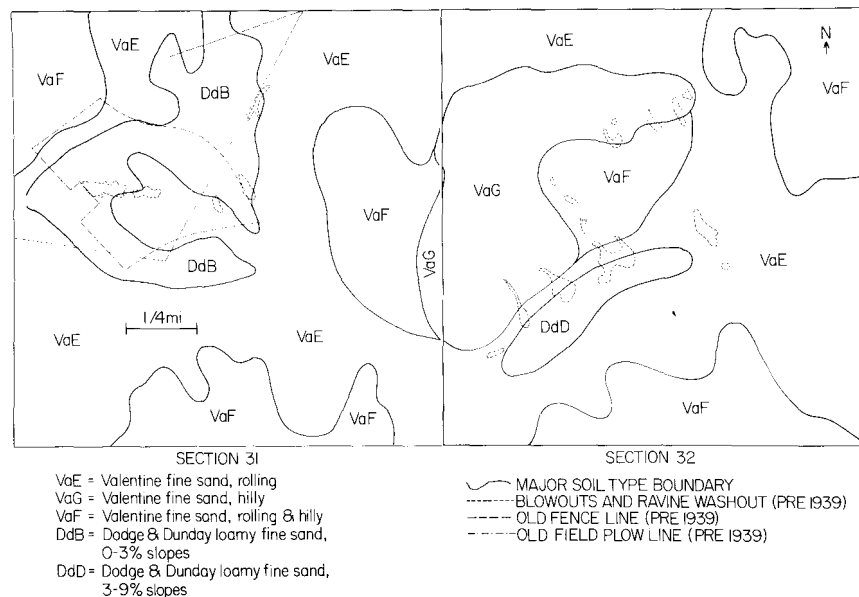 VaE
VaE
N
VaF
VaE
VaF
DdB
VaF
VaF
VaG
VaG
DdB
VaE
1/4mi
DdD
VaE
VaE
VaF
VaF
VaF
SECTION 31
SECTION 32
VaE = Valentine fine sand, rolling
VaG = Valentine fine sand, hilly
VaF = Valentine fine sand, rolling & hilly
DdB = Dodge & Dunday loamy fine sand,
0-3% slopes
DdD = Dodge & Dunday loamy fine sand,
3-9% slopes
MAJOR SOIL TYPE BOUNDARY
BLOWOUTS AND RAVINE WASHOUT (PRE 1939)
OLD FENCE LINE (PRE 1939)
OLD FIELD PLOW LINE (PRE 1939)